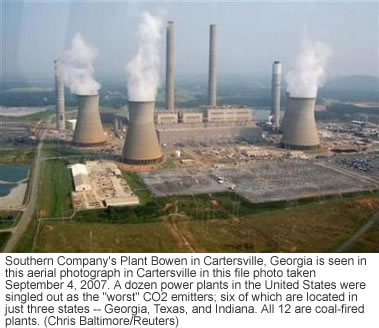 Southern Company's Plant Bowen in Cartersville, Georgia is seen in
this aerial photograph in Cartersville in this file photo taken
September 4, 2007. A dozen power plants in the United States were
singled out as the "worst" CO2 emitters; six of which are located in
just three states -- Georgia, Texas, and Indiana. All 12 are coal-fired
plants. (Chris Baltimore/Reuters)